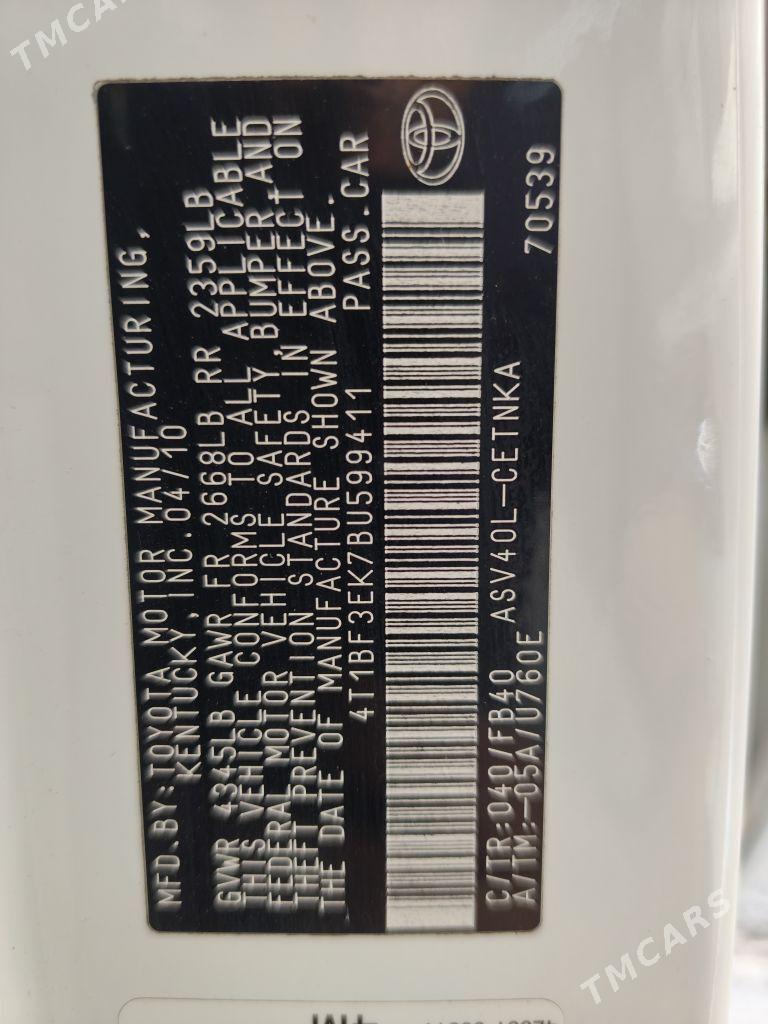 TMCARS
MFD.BY:TOYOTA MOTOR MANUFACTURING,
KENTUCKY,INC.04/10
GVWR 4345LB GAWR FR 2668LB RR 2359LB
THIS VEHICLE CONFORMS TO ALL APPLICABLE
FEDERAL MOTOR VEHICLE SAFETY, BUMPER AND
THEFT PREVENTION STANDARDS IN EFFECT ON
THE DATE OF MANUFACTURE SHOWN ABOVE.
4T1BF3EK7BU599411 PASS.CAR
C/TR:040/FB40 ASV40L-CETNKA 70539
A/TM:-05A/U760E
TMCARS